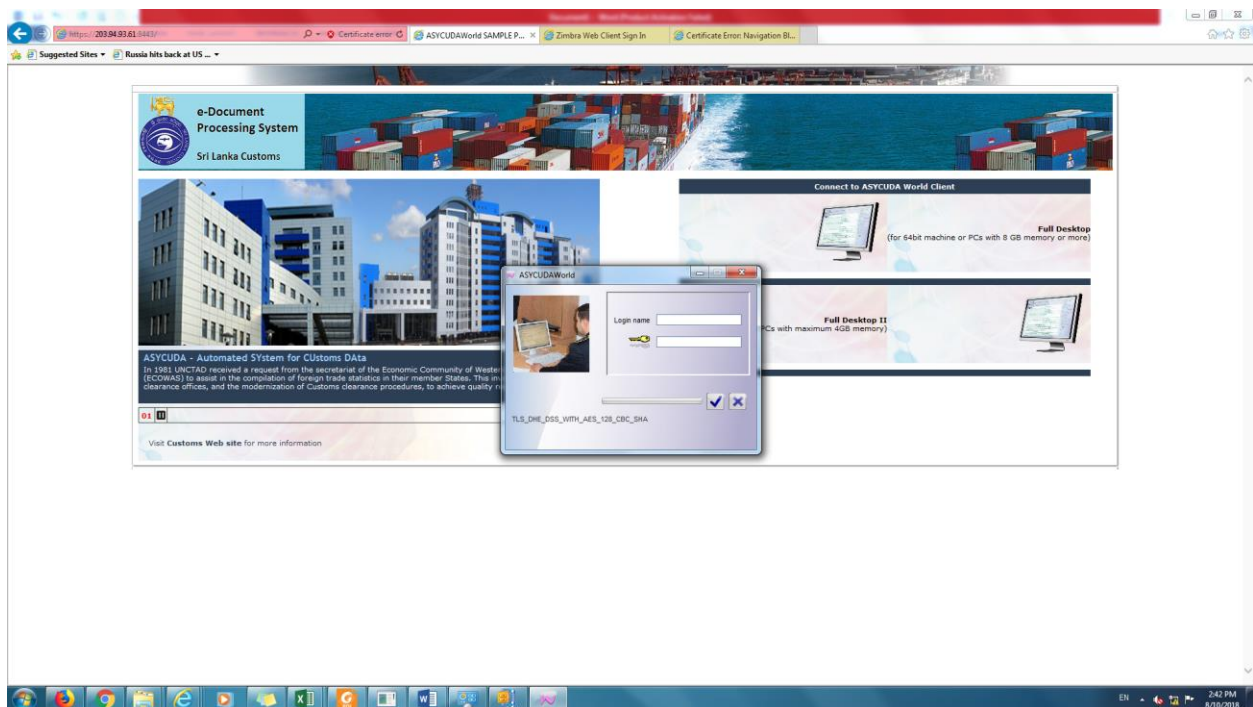 Document1 - Word (Product Activation Failed)
https://203.94.93.61:8443/
Certificate error
ASYCUDAWorld SAMPLE P...
Zimbra Web Client Sign In
Certificate Error: Navigation Bl...
Suggested Sites
Russia hits back at US ...
e-Document
Processing System
Sri Lanka Customs
Connect to ASYCUDA World Client
Full Desktop
(for 64bit machine or PCs with 8 GB memory or more)
Full Desktop II
PCs with maximum 4GB memory)
ASYCUDAWorld
Login name
TLS_DHE_DSS_WITH_AES_128_CBC_SHA
ASYCUDA - Automated SYstem for CUstoms DAta
In 1981 UNCTAD received a request from the secretariat of the Economic Community of Wester
(ECOWAS) to assist in the compilation of foreign trade statistics in their member States. This
clearance offices, and the modernization of Customs clearance procedures, to achieve quality
01
Visit Customs Web site for more information
EN
2:42 PM
8/10/2018